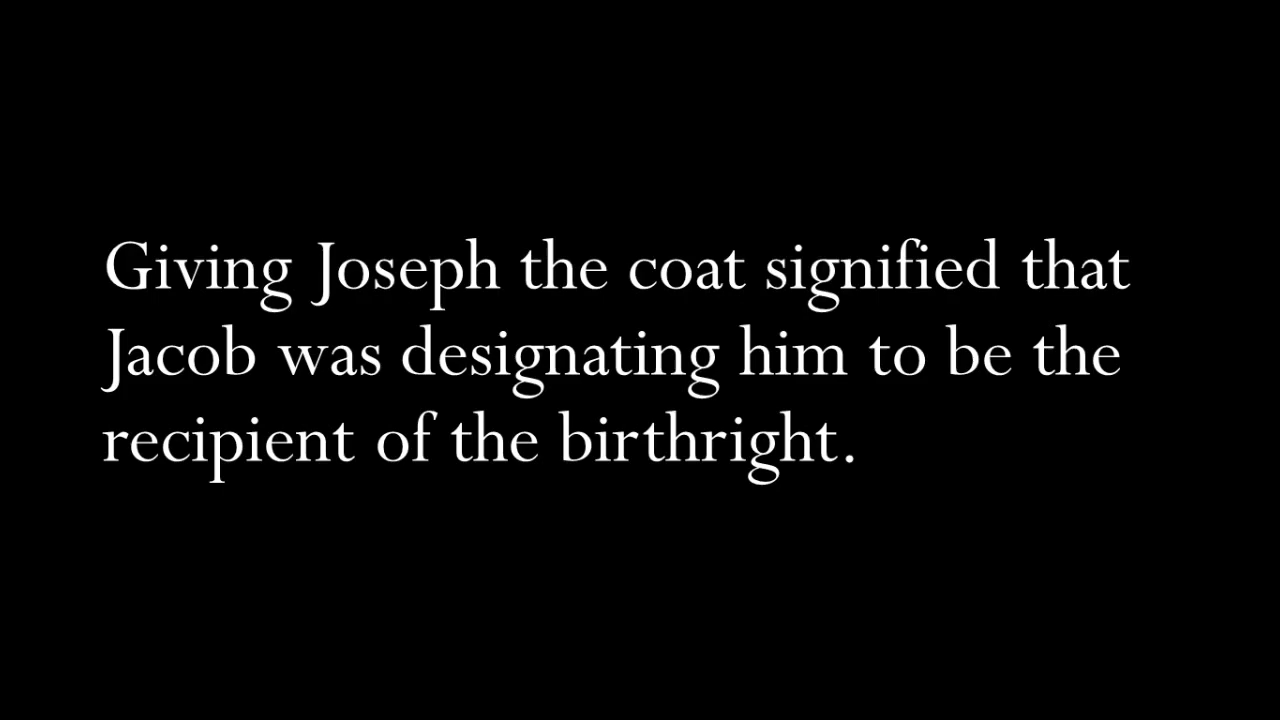 Giving Joseph the coat signified that
Jacob was designating him to be the
recipient of the birthright.